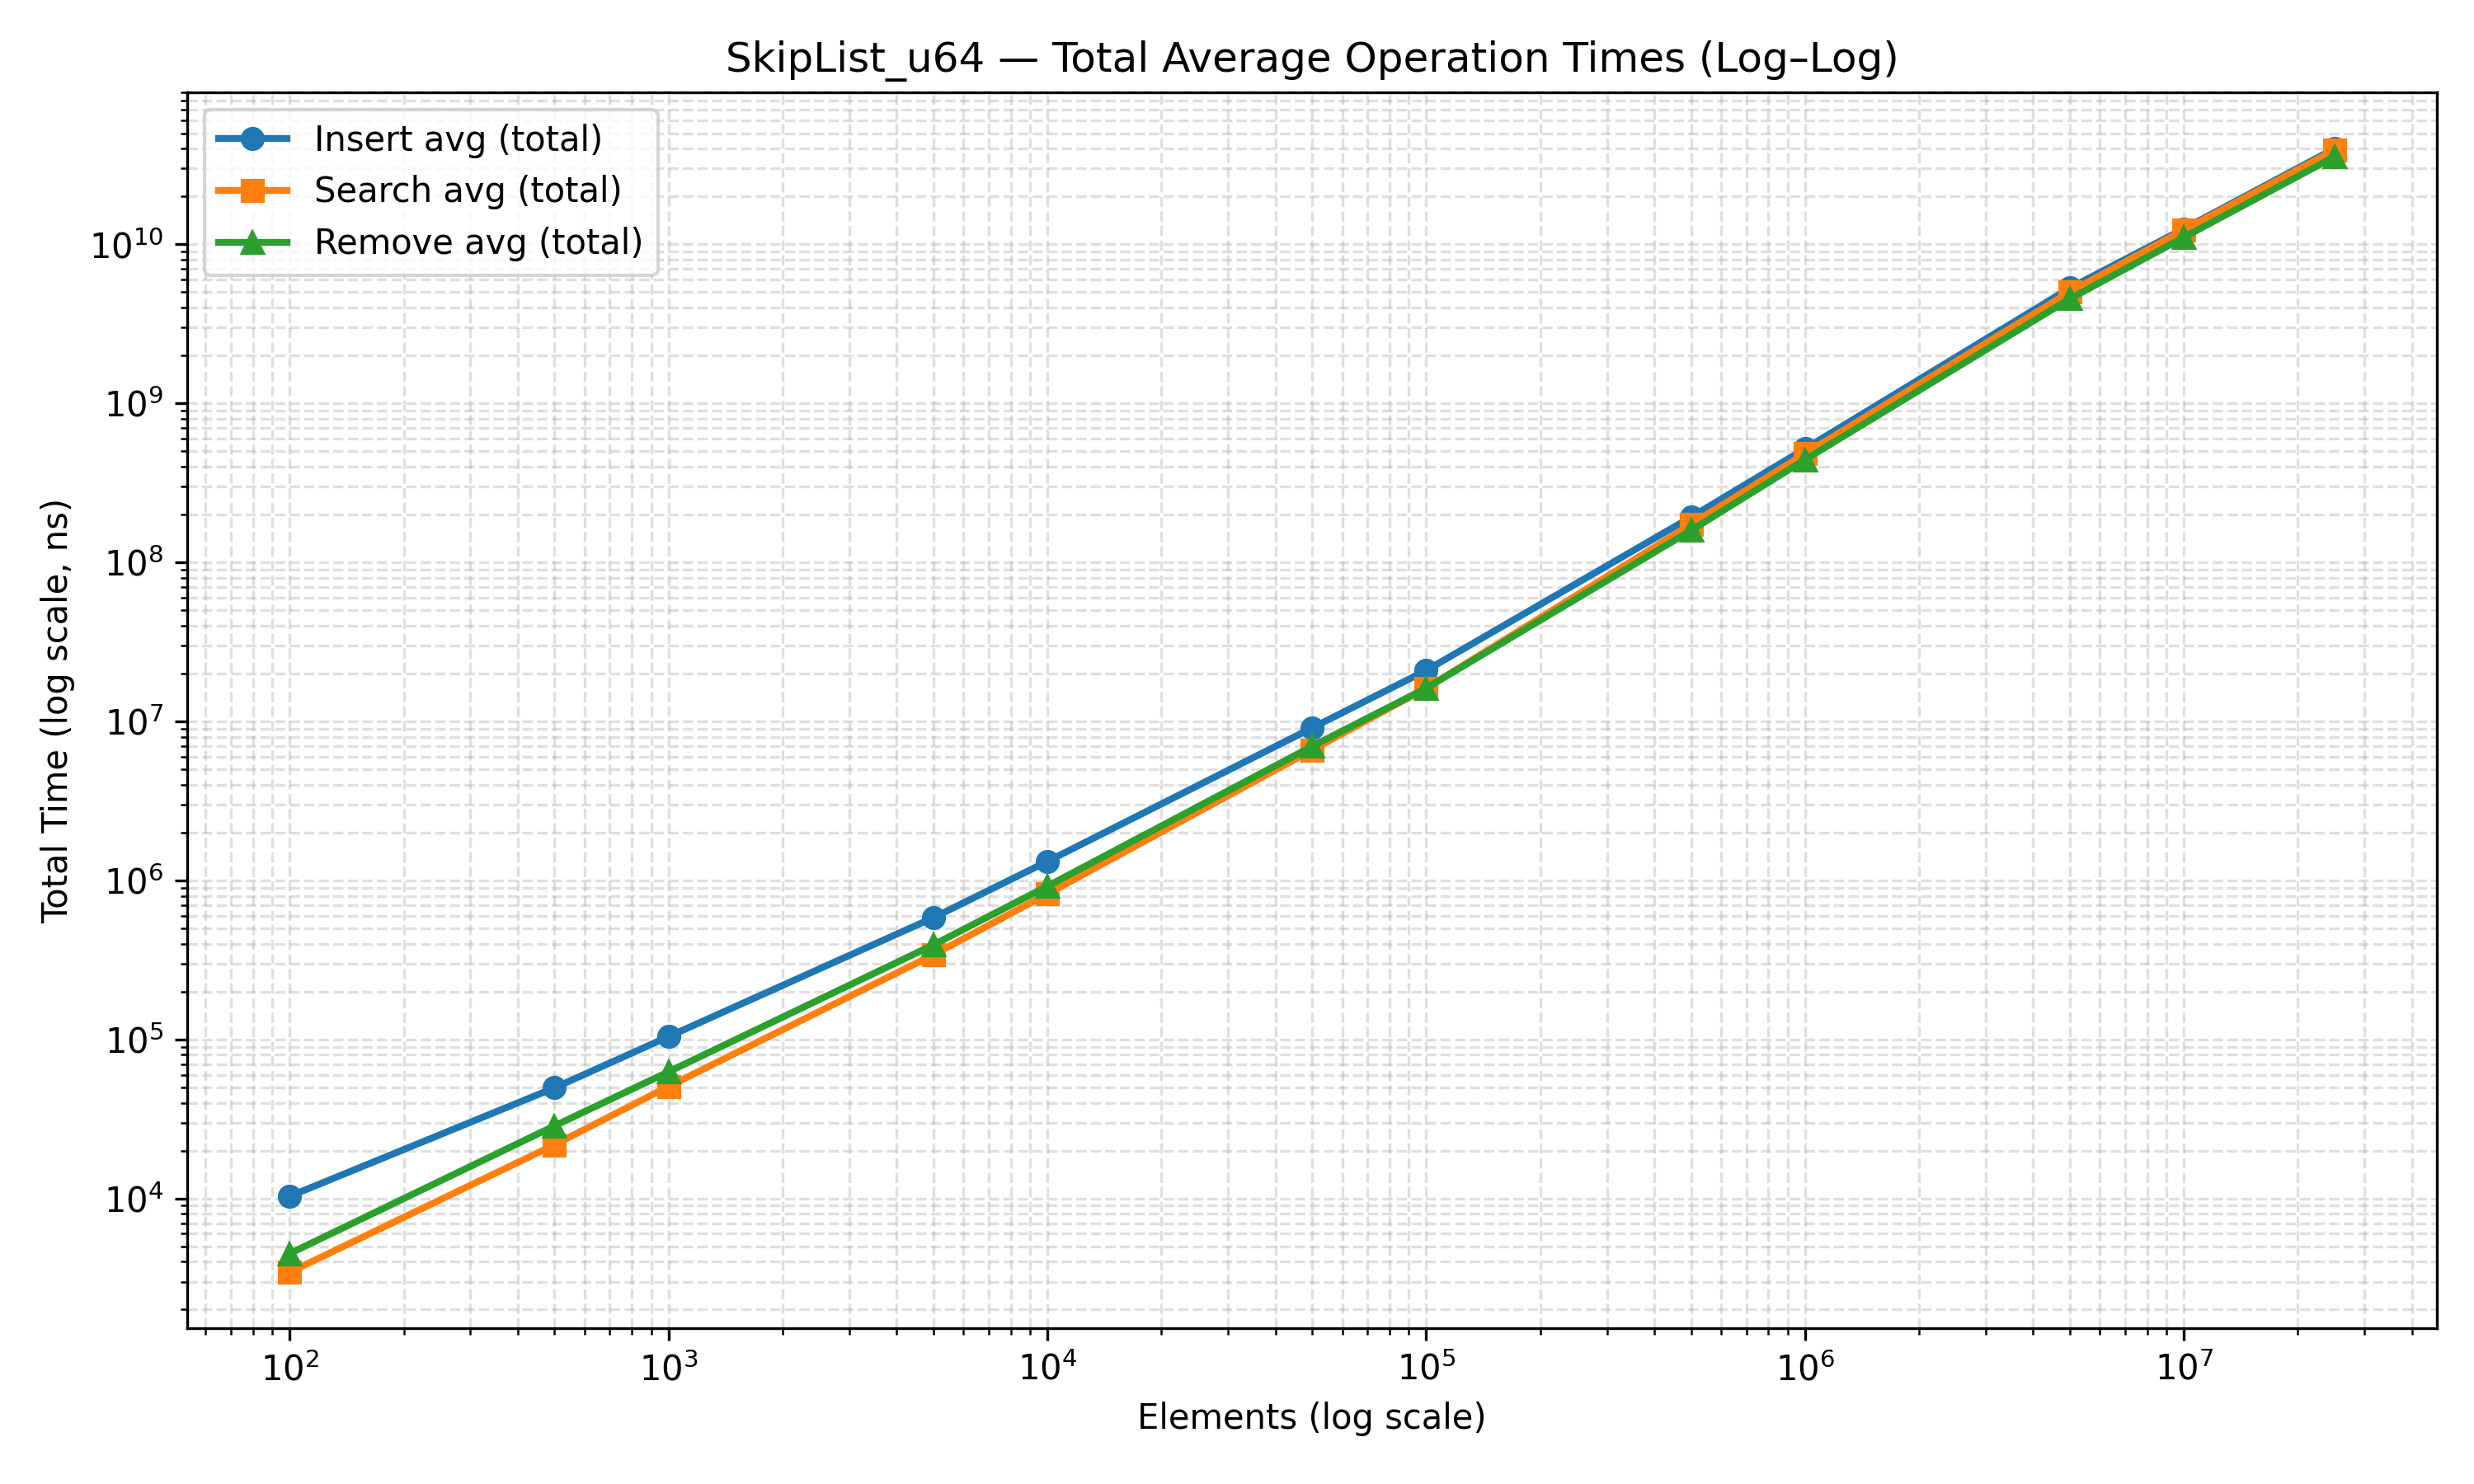 SkipList_u64 — Total Average Operation Times (Log–Log)
Insert avg (total)
Search avg (total)
Remove avg (total)
Total Time (log scale, ns)
10¹⁰
10⁹
10⁸
10⁷
10⁶
10⁵
10⁴
10² 10³ 10⁴ 10⁵ 10⁶ 10⁷
Elements (log scale)